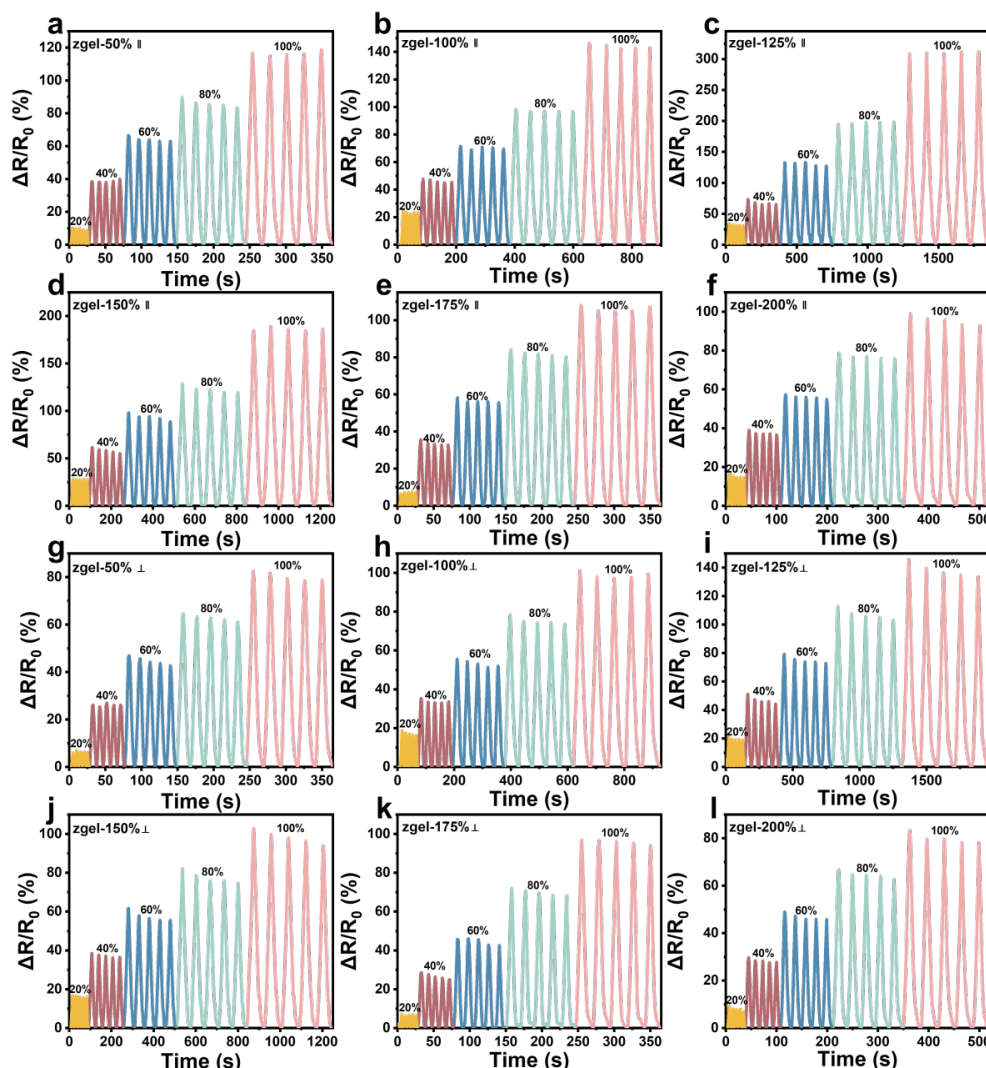 a
zgel-50% ∥
120
100
80
60
40
20
0
ΔR/R₀ (%)
20%
40%
60%
80%
100%
0 50 100 150 200 250 300 350
Time (s)
b
zgel-100% ∥
140
120
100
80
60
40
20
0
ΔR/R₀ (%)
20%
40%
60%
80%
100%
0 200 400 600 800
Time (s)
c
zgel-125% ∥
300
250
200
150
100
50
0
ΔR/R₀ (%)
20%
40%
60%
80%
100%
500 1000 1500
Time (s)
d
zgel-150% ∥
200
150
100
50
0
ΔR/R₀ (%)
20%
40%
60%
80%
100%
0 200 400 600 800 1000 1200
Time (s)
e
zgel-175% ∥
100
80
60
40
20
0
ΔR/R₀ (%)
20%
40%
60%
80%
100%
0 50 100 150 200 250 300 350
Time (s)
f
zgel-200% ∥
100
80
60
40
20
0
ΔR/R₀ (%)
20%
40%
60%
80%
100%
0 100 200 300 400 500
Time (s)
g
zgel-50% ⊥
80
60
40
20
0
ΔR/R₀ (%)
20%
40%
60%
80%
100%
0 50 100 150 200 250 300 350
Time (s)
h
zgel-100%⊥
100
80
60
40
20
0
ΔR/R₀ (%)
20%
40%
60%
80%
100%
0 200 400 600 800
Time (s)
i
zgel-125%⊥
140
120
100
80
60
40
20
0
ΔR/R₀ (%)
20%
40%
60%
80%
100%
0 500 1000 1500
Time (s)
j
zgel-150%⊥
100
80
60
40
20
0
ΔR/R₀ (%)
20%
40%
60%
80%
100%
0 200 400 600 800 1000 1200
Time (s)
k
zgel-175%⊥
100
80
60
40
20
0
ΔR/R₀ (%)
20%
40%
60%
80%
100%
0 50 100 150 200 250 300 350
Time (s)
l
zgel-200%⊥
80
60
40
20
0
ΔR/R₀ (%)
20%
40%
60%
80%
100%
0 100 200 300 400 500
Time (s)